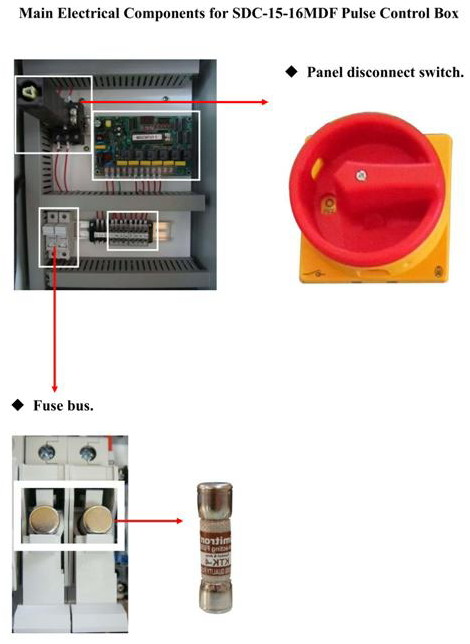 Main Electrical Components for SDC-15-16MDF Pulse Control Box
◆ Panel disconnect switch.
◆ Fuse bus.
KTK-4